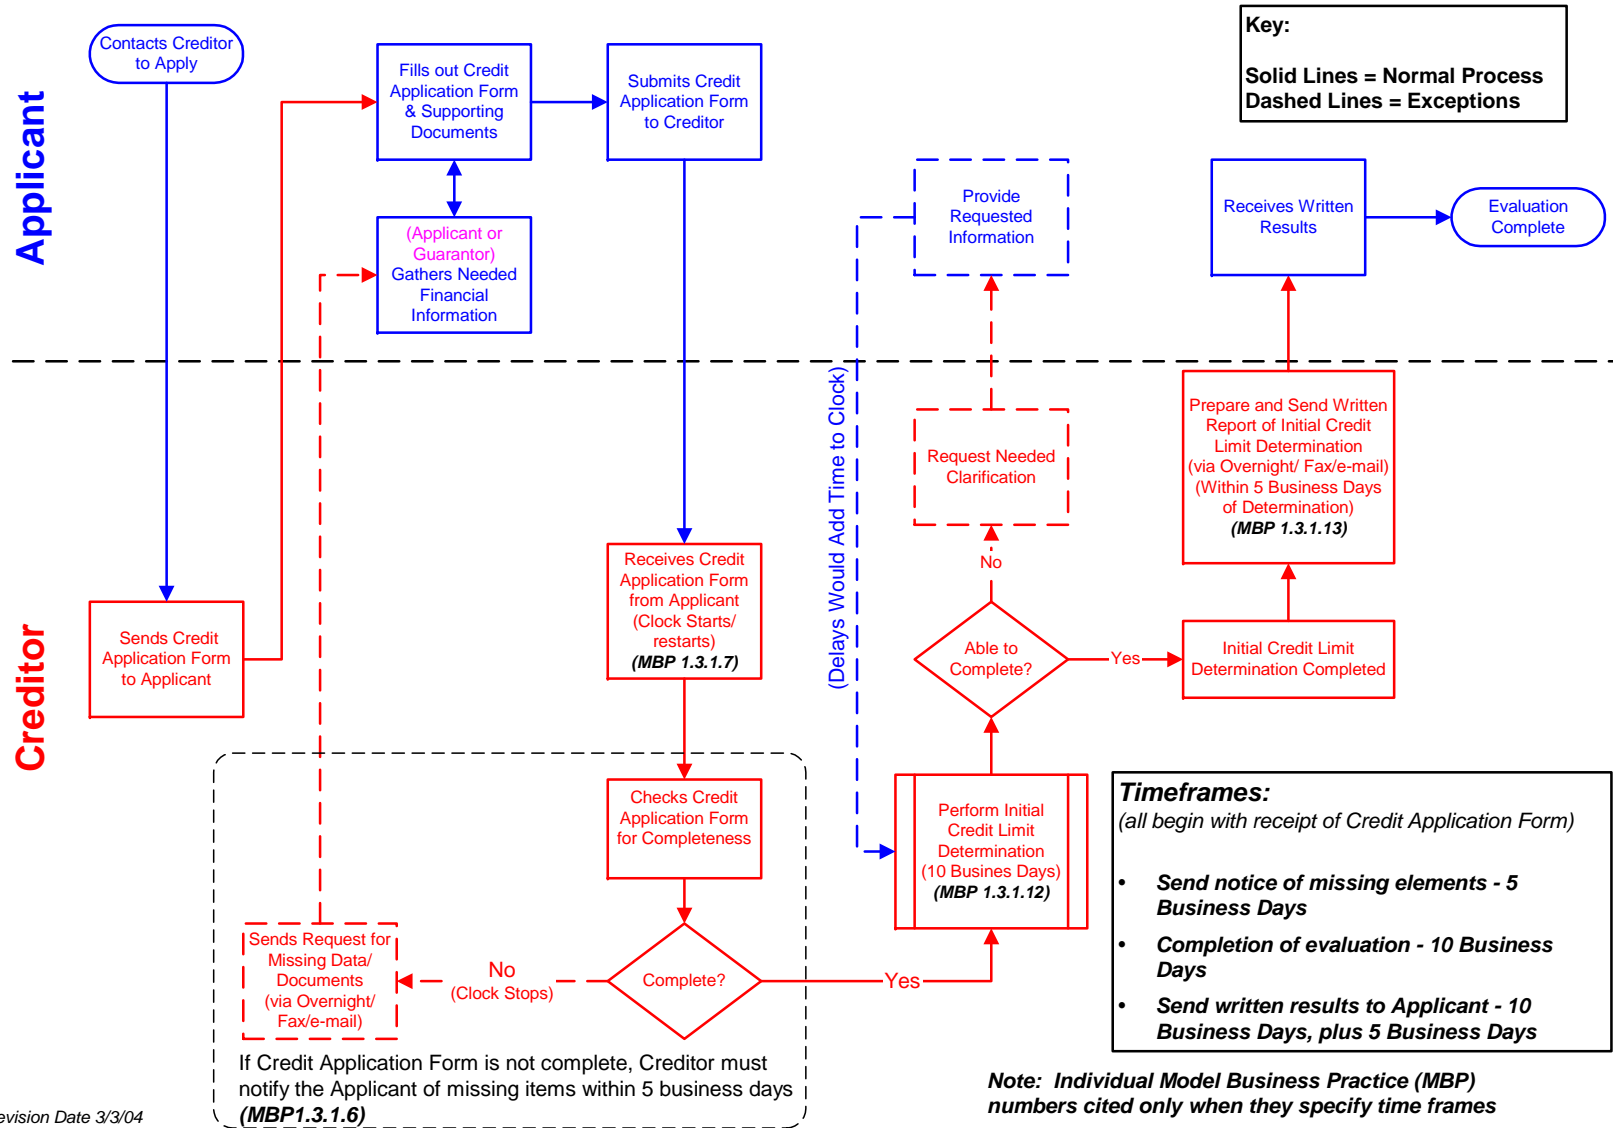 Applicant
Contacts Creditor
to Apply
Fills out Credit
Application Form
& Supporting
Documents
Submits Credit
Application Form
to Creditor
Key:
Solid Lines = Normal Process
Dashed Lines = Exceptions
(Applicant or
Guarantor)
Gathers Needed
Financial
Information
Provide
Requested
Information
Receives Written
Results
Evaluation
Complete
Creditor
Sends Credit
Application Form
to Applicant
Receives Credit
Application Form
from Applicant
(Clock Starts/
restarts)
(MBP 1.3.1.7)
(Delays Would Add Time to Clock)
Request Needed
Clarification
No
Able to
Complete?
Yes
Prepare and Send Written
Report of Initial Credit
Limit Determination
(via Overnight/ Fax/e-mail)
(Within 5 Business Days
of Determination)
(MBP 1.3.1.13)
Initial Credit Limit
Determination Completed
Checks Credit
Application Form
for Completeness
Perform Initial
Credit Limit
Determination
(10 Busines Days)
(MBP 1.3.1.12)
Sends Request for
Missing Data/
Documents
(via Overnight/
Fax/e-mail)
No
(Clock Stops)
Complete?
Yes
If Credit Application Form is not complete, Creditor must
notify the Applicant of missing items within 5 business days
(MBP1.3.1.6)
Timeframes:
(all begin with receipt of Credit Application Form)
• Send notice of missing elements - 5
Business Days
• Completion of evaluation - 10 Business
Days
• Send written results to Applicant - 10
Business Days, plus 5 Business Days
Note: Individual Model Business Practice (MBP)
numbers cited only when they specify time frames
evision Date 3/3/04